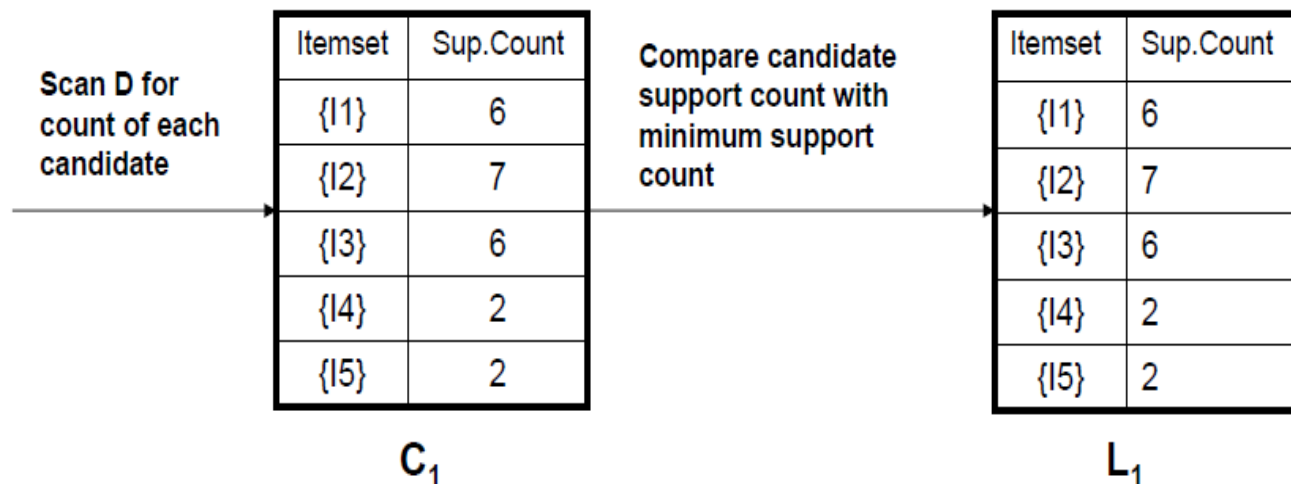 Scan D for
count of each
candidate
Itemset Sup.Count
{I1} 6
{I2} 7
{I3} 6
{I4} 2
{I5} 2
C₁
Compare candidate
support count with
minimum support
count
Itemset Sup.Count
{I1} 6
{I2} 7
{I3} 6
{I4} 2
{I5} 2
L₁